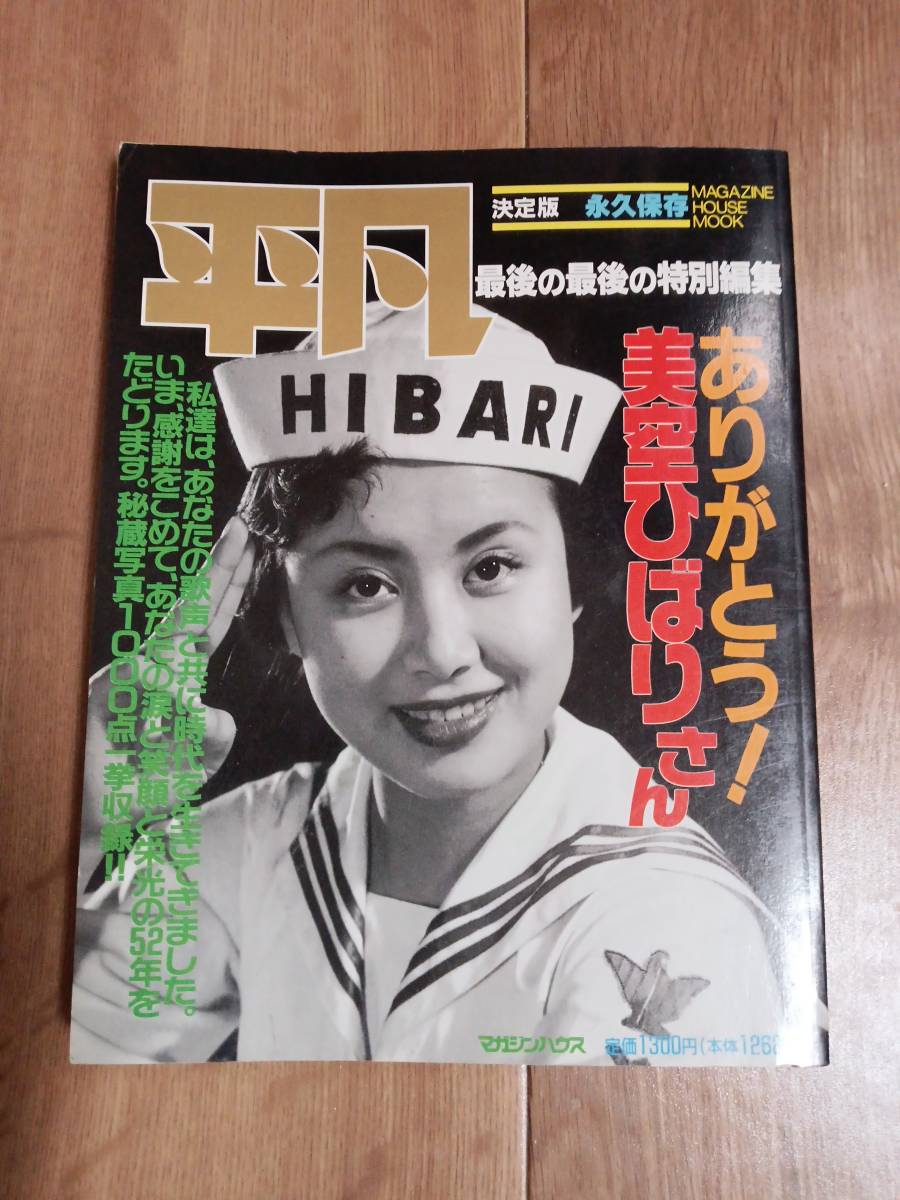 平凡
決定版 永久保存
MAGAZINE
HOUSE
MOOK
最後の最後の特別編集
ありがとう!
美空ひばりさん
HIBARI
私達は、あなたの歌声と共に時代を生きてきました。
いま、感謝をこめて、あなたの涙と笑顔と栄光の52年を
たどります。秘蔵写真1000点一挙収録!!
マガジンハウス
定価1300円(本体1262